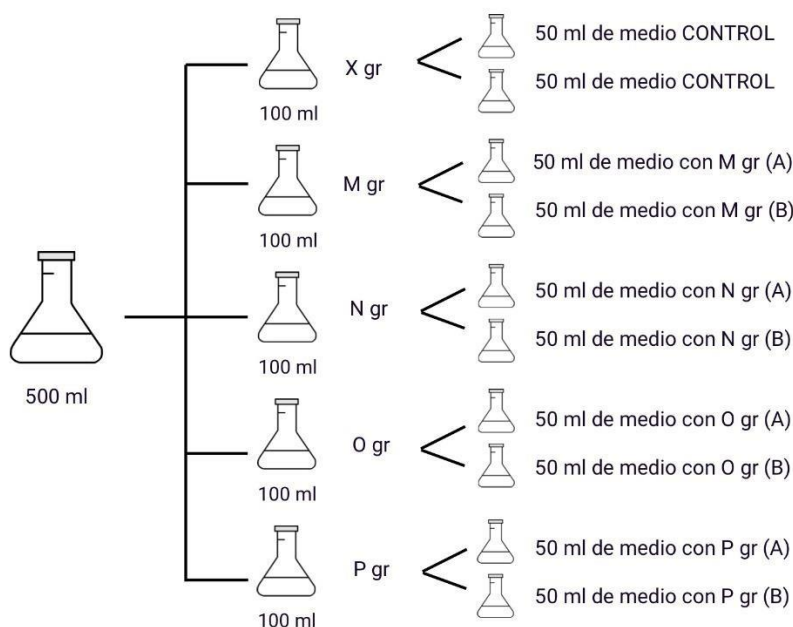 500 ml
X gr
100 ml
50 ml de medio CONTROL
50 ml de medio CONTROL
M gr
100 ml
50 ml de medio con M gr (A)
50 ml de medio con M gr (B)
N gr
100 ml
50 ml de medio con N gr (A)
50 ml de medio con N gr (B)
O gr
100 ml
50 ml de medio con O gr (A)
50 ml de medio con O gr (B)
P gr
100 ml
50 ml de medio con P gr (A)
50 ml de medio con P gr (B)